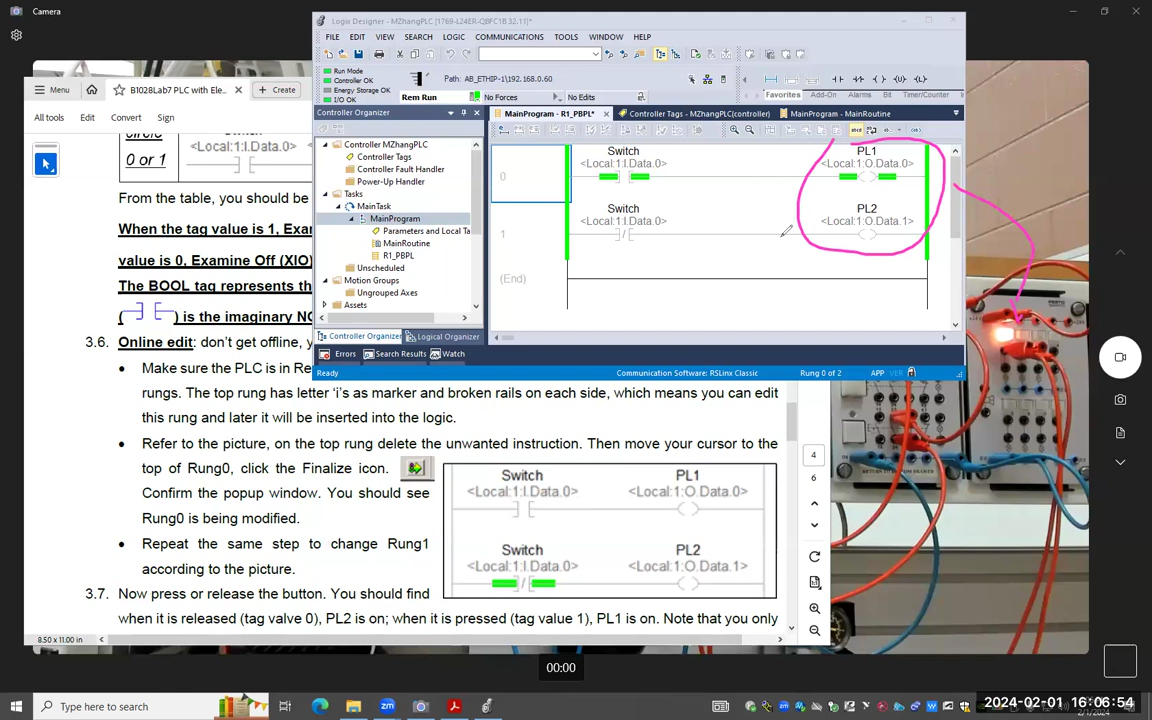 Camera
Logix Designer - MZhangPLC [1769-L24ER-QBFC1B 32.11]*
FILE EDIT VIEW SEARCH LOGIC COMMUNICATIONS TOOLS WINDOW HELP
Run Mode
Controller OK
Energy Storage OK
I/O OK
Path: AB_ETHIP-1\192.168.0.60
Rem Run No Forces No Edits
Favorites Add-On Alarms Bit Timer/Counter
Controller Organizer
MainProgram - R1_PBPL* Controller Tags - MZhangPLC(controller) MainProgram - MainRoutine
Controller MZhangPLC
Controller Tags
Controller Fault Handler
Power-Up Handler
Tasks
MainTask
MainProgram
Parameters and Local Ta
MainRoutine
R1_PBPL
Unscheduled
Motion Groups
Ungrouped Axes
Assets
Controller Organizer Logical Organizer
0
Switch PL1
<Local:1:I.Data.0> <Local:1:O.Data.0>
1
Switch PL2
<Local:1:I.Data.0> <Local:1:O.Data.1>
(End)
Errors Search Results Watch
Ready Communication Software: RSLinx Classic Rung 0 of 2 APP VER
Menu B1028Lab7 PLC with Ele... Create
All tools Edit Convert Sign
circle
0 or 1
<Local:1:I.Data.0>
From the table, you should be
When the tag value is 1, Exa
value is 0, Examine Off (XIO)
The BOOL tag represents th
( ) is the imaginary NO
3.6. Online edit: don't get offline, y
• Make sure the PLC is in Re
rungs. The top rung has letter 'i's as marker and broken rails on each side, which means you can edit
this rung and later it will be inserted into the logic.
• Refer to the picture, on the top rung delete the unwanted instruction. Then move your cursor to the
top of Rung0, click the Finalize icon.
Confirm the popup window. You should see
Rung0 is being modified.
• Repeat the same step to change Rung1
according to the picture.
Switch PL1
<Local:1:I.Data.0> <Local:1:O.Data.0>
Switch PL2
<Local:1:I.Data.0> <Local:1:O.Data.1>
3.7. Now press or release the button. You should find
when it is released (tag valve 0), PL2 is on; when it is pressed (tag value 1), PL1 is on. Note that you only
8.50 x 11.00 in
4
6
FESTO
RETURN TO BOTTOM DRAWER
00:00
Type here to search
2024-02-01 16:06:54